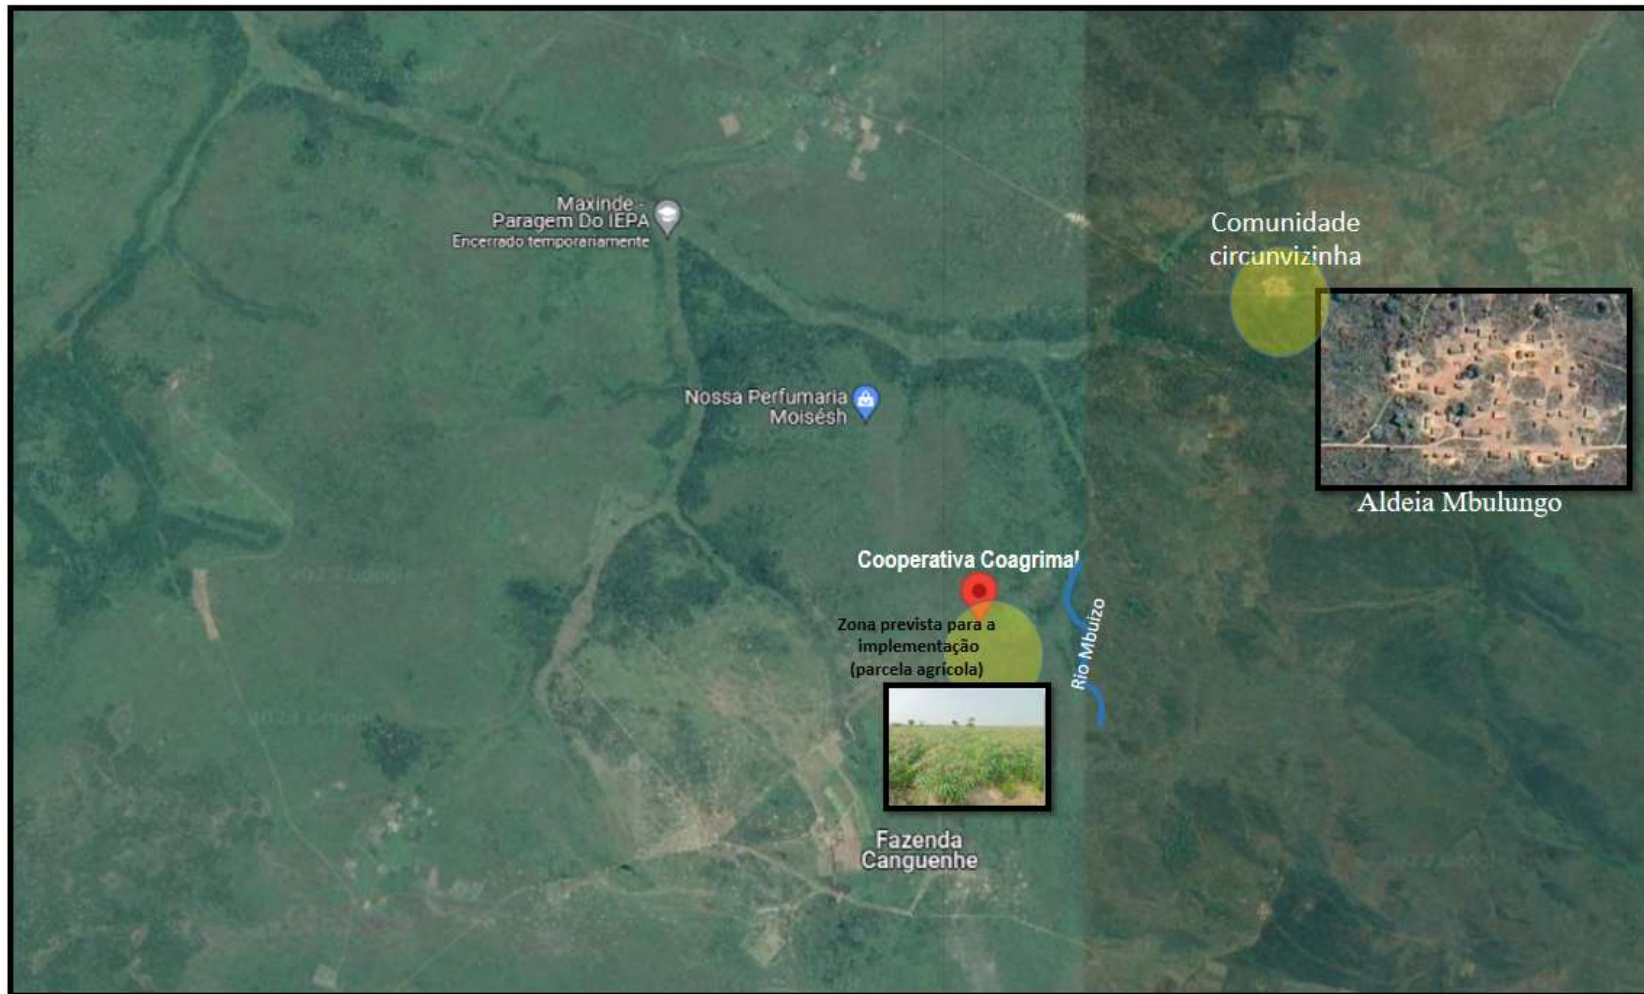 Maxinde -
Paragem Do IEPA
Encerrado temporariamente
Comunidade
circunvizinha
Nossa Perfumaria
Moisésh
Aldeia Mbulungo
Cooperativa Coagrimal
Zona prevista para a
implementação
(parcela agrícola)
Rio Mbuizo
Fazenda
Canguenhe